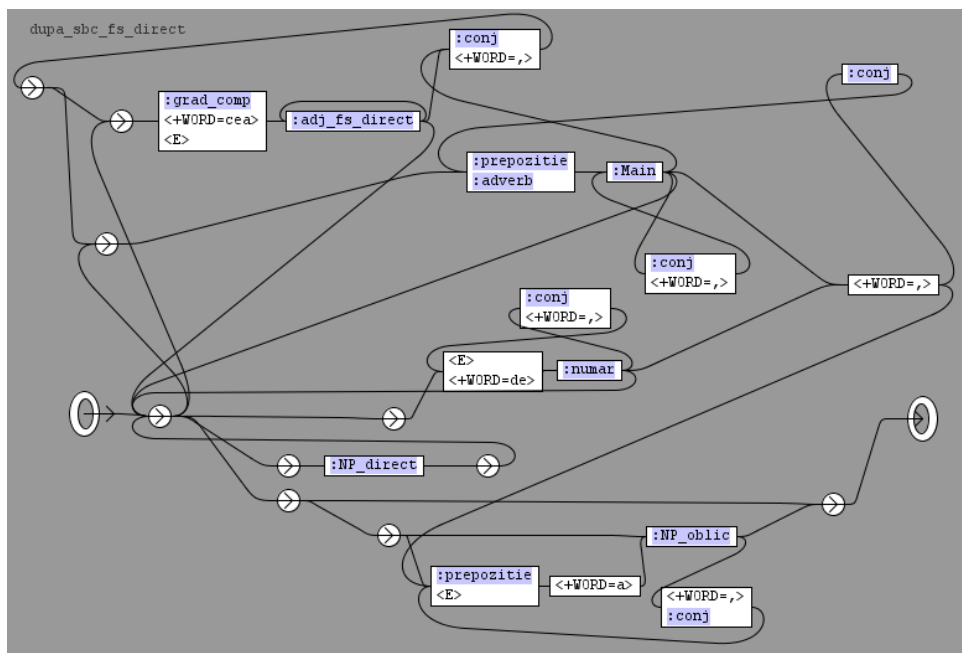 dupa_sbc_fs_direct
:conj
<+WORD=,>
:conj
:grad_comp
<+WORD=cea>
<E>
:adj_fs_direct
:prepozitie
:adverb
:Main
:conj
<+WORD=,>
<+WORD=,>
:conj
<+WORD=,>
<E>
<+WORD=de>
:numar
:NP_direct
:NP_oblic
:prepozitie
<E>
<+WORD=a>
<+WORD=,>
:conj